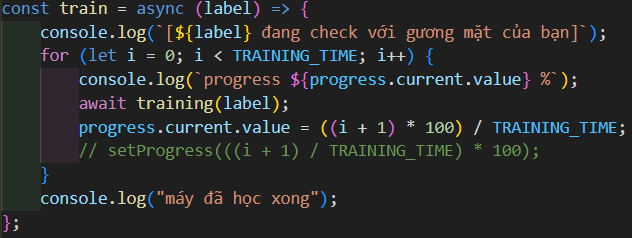 const train = async (label) => {
console.log(`[${label} đang check với gương mặt của bạn]`);
for (let i = 0; i < TRAINING_TIME; i++) {
console.log(`progress ${progress.current.value} %`);
await training(label);
progress.current.value = ((i + 1) * 100) / TRAINING_TIME;
// setProgress(((i + 1) / TRAINING_TIME) * 100);
}
console.log("máy đã học xong");
};